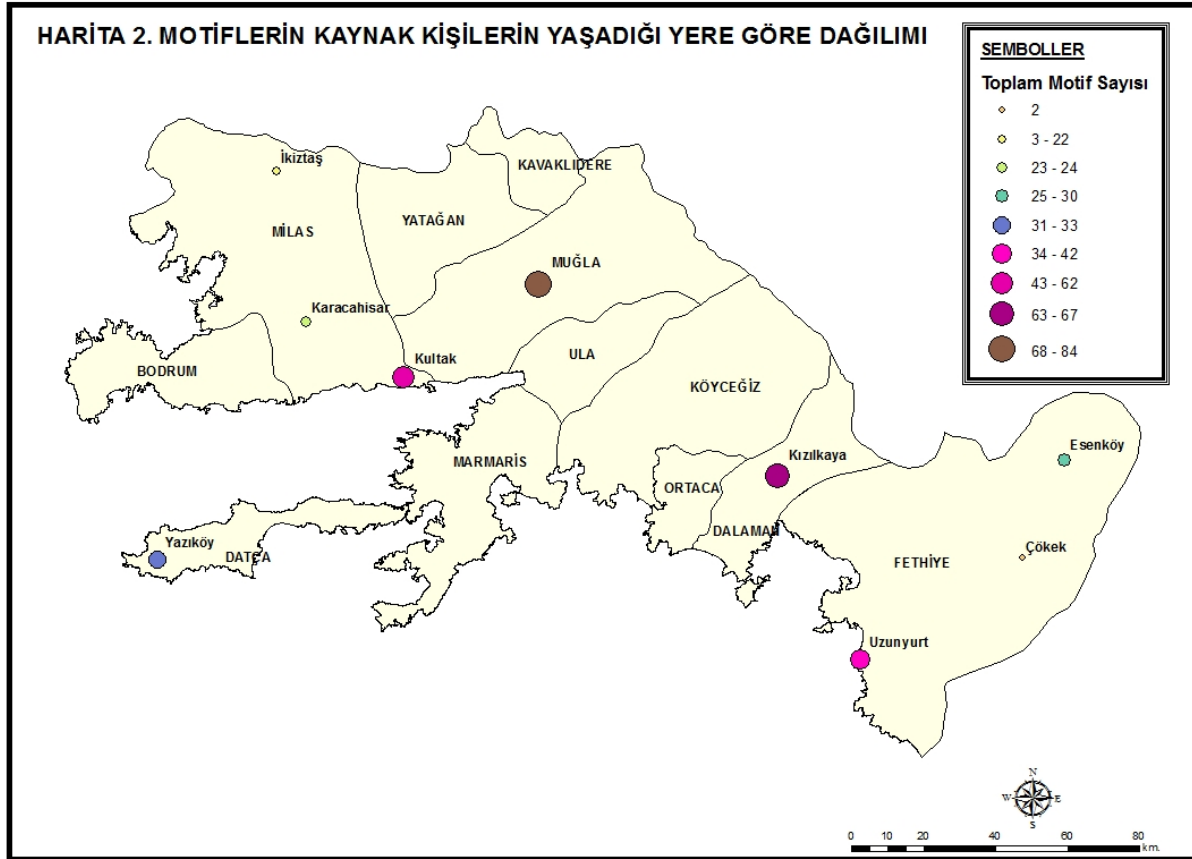 HARİTA 2. MOTİFLERİN KAYNAK KİŞİLERİN YAŞADIĞI YERE GÖRE DAĞILIMI
SEMBOLLER
Toplam Motif Sayısı
2
3 - 22
23 - 24
25 - 30
31 - 33
34 - 42
43 - 62
63 - 67
68 - 84
İkiztaş
KAVAKLIDERE
YATAĞAN
MİLAS
MUĞLA
Karacahisar
Kultak
ULA
BODRUM
KÖYCEĞİZ
Esenköy
MARMARİS
Kızılkaya
ORTACA
DALAMAN
Yazıköy
DATÇA
Çökek
FETHİYE
Uzunyurt
N
W E
S
0 10 20 40 60 80
km.